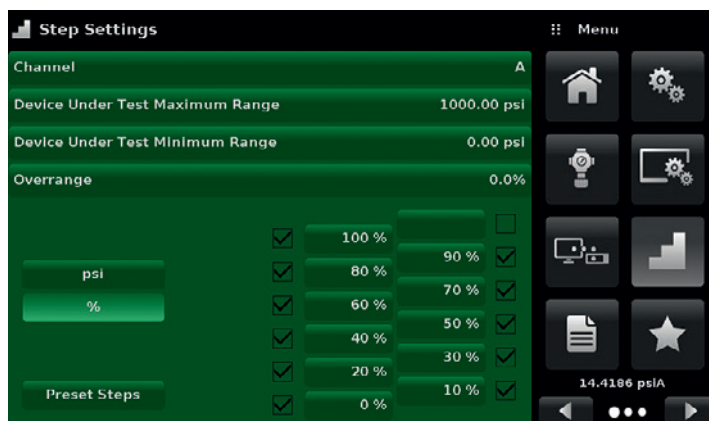 Step Settings
Menu
Channel A
Device Under Test Maximum Range 1000.00 psi
Device Under Test Minimum Range 0.00 psi
Overrange 0.0%
100 %
90 %
psi
80 %
70 %
%
60 %
50 %
40 %
30 %
20 %
Preset Steps
10 %
0 %
14.4186 psiA